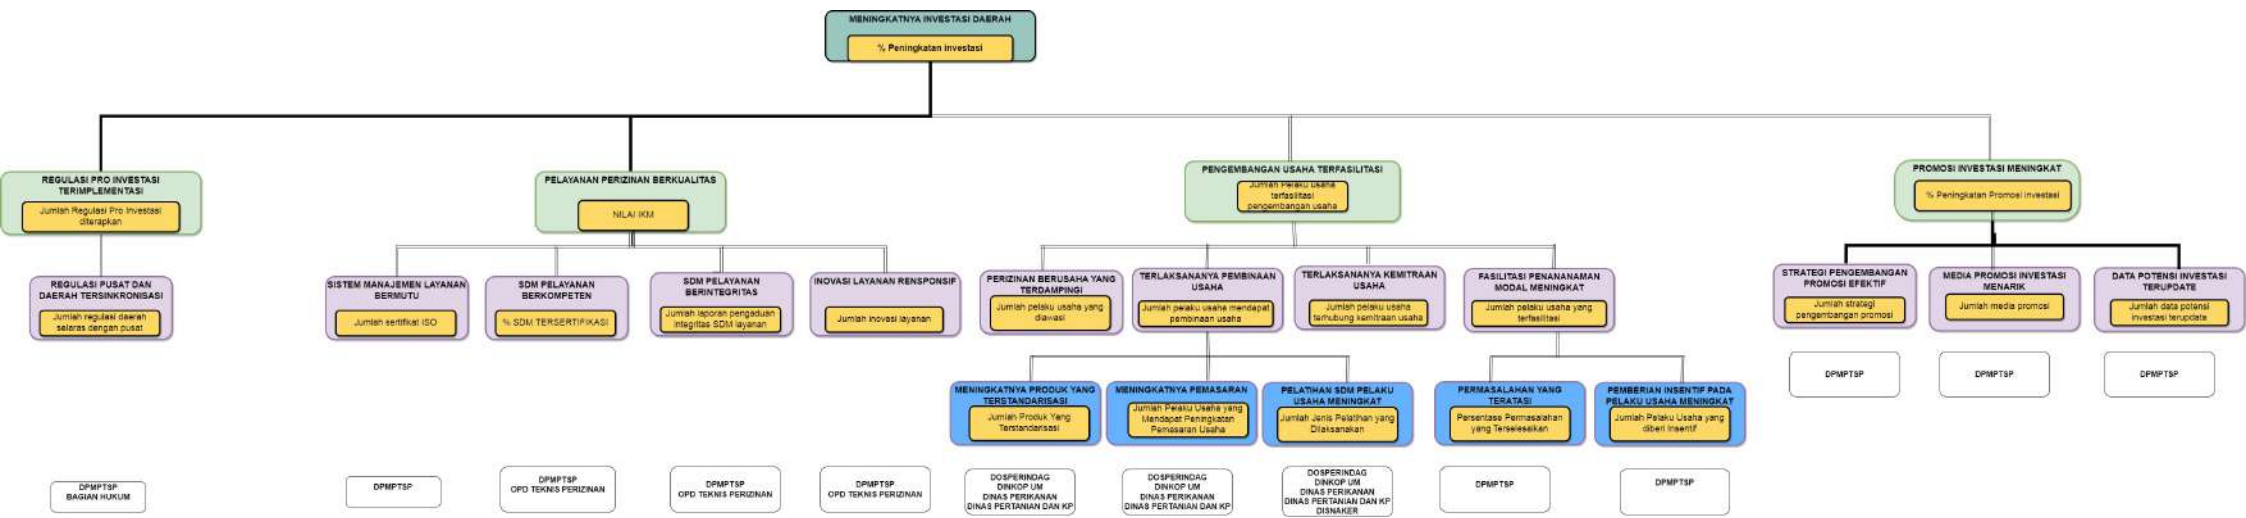 MENINGKATNYA INVESTASI DAERAH
% Peningkatan investasi
REGULASI PRO INVESTASI
TERIMPLEMENTASI
Jumlah Regulasi Pro Investasi
diterapkan
PELAYANAN PERIZINAN BERKUALITAS
NILAI IKM
PENGEMBANGAN USAHA TERFASILITASI
Jumlah Pelaku usaha
terfasilitasi
pengembangan usaha
PROMOSI INVESTASI MENINGKAT
% Peningkatan Promosi investasi
REGULASI PUSAT DAN
DAERAH TERSINKRONISASI
Jumlah regulasi daerah
selaras dengan pusat
SISTEM MANAJEMEN LAYANAN
BERMUTU
Jumlah sertifikat ISO
SDM PELAYANAN
BERKOMPETEN
% SDM TERSERTIFIKASI
SDM PELAYANAN
BERINTEGRITAS
Jumlah laporan pengaduan
integritas SDM layanan
INOVASI LAYANAN RENSPONSIF
Jumlah inovasi layanan
PERIZINAN BERUSAHA YANG
TERDAMPINGI
Jumlah pelaku usaha yang
diawasi
TERLAKSANANYA PEMBINAAN
USAHA
Jumlah pelaku usaha mendapat
pembinaan usaha
TERLAKSANANYA KEMITRAAN
USAHA
Jumlah pelaku usaha
terhubung kemitraan usaha
FASILITASI PENANANAMAN
MODAL MENINGKAT
Jumlah pelaku usaha yang
terfasilitasi
STRATEGI PENGEMBANGAN
PROMOSI EFEKTIF
Jumlah strategi
pengembangan promosi
MEDIA PROMOSI INVESTASI
MENARIK
Jumlah media promosi
DATA POTENSI INVESTASI
TERUPDATE
Jumlah data potansi
investasi terupdate
MENINGKATNYA PRODUK YANG
TERSTANDARISASI
Jumlah Produk Yang
Terstandarisasi
MENINGKATNYA PEMASARAN
Jumlah Pelaku Usaha yang
Mendapat Peningkatan
Pemasaran Usaha
PELATIHAN SDM PELAKU
USAHA MENINGKAT
Jumlah Jenis Pelatihan yang
Dilaksanakan
PERMASALAHAN YANG
TERATASI
Persentase Permasalahan
yang Terselesaikan
PEMBERIAN INSENTIF PADA
PELAKU USAHA MENINGKAT
Jumlah Pelaku Usaha yang
diberi Insentif
DPMPTSP
DPMPTSP
DPMPTSP
DPMPTSP
BAGIAN HUKUM
DPMPTSP
DPMPTSP
OPD TEKNIS PERIZINAN
DPMPTSP
OPD TEKNIS PERIZINAN
DPMPTSP
OPD TEKNIS PERIZINAN
DOSPERINDAG
DINKOP UM
DINAS PERIKANAN
DINAS PERTANIAN DAN KP
DOSPERINDAG
DINKOP UM
DINAS PERIKANAN
DINAS PERTANIAN DAN KP
DOSPERINDAG
DINKOP UM
DINAS PERIKANAN
DINAS PERTANIAN DAN KP
DISNAKER
DPMPTSP
DPMPTSP